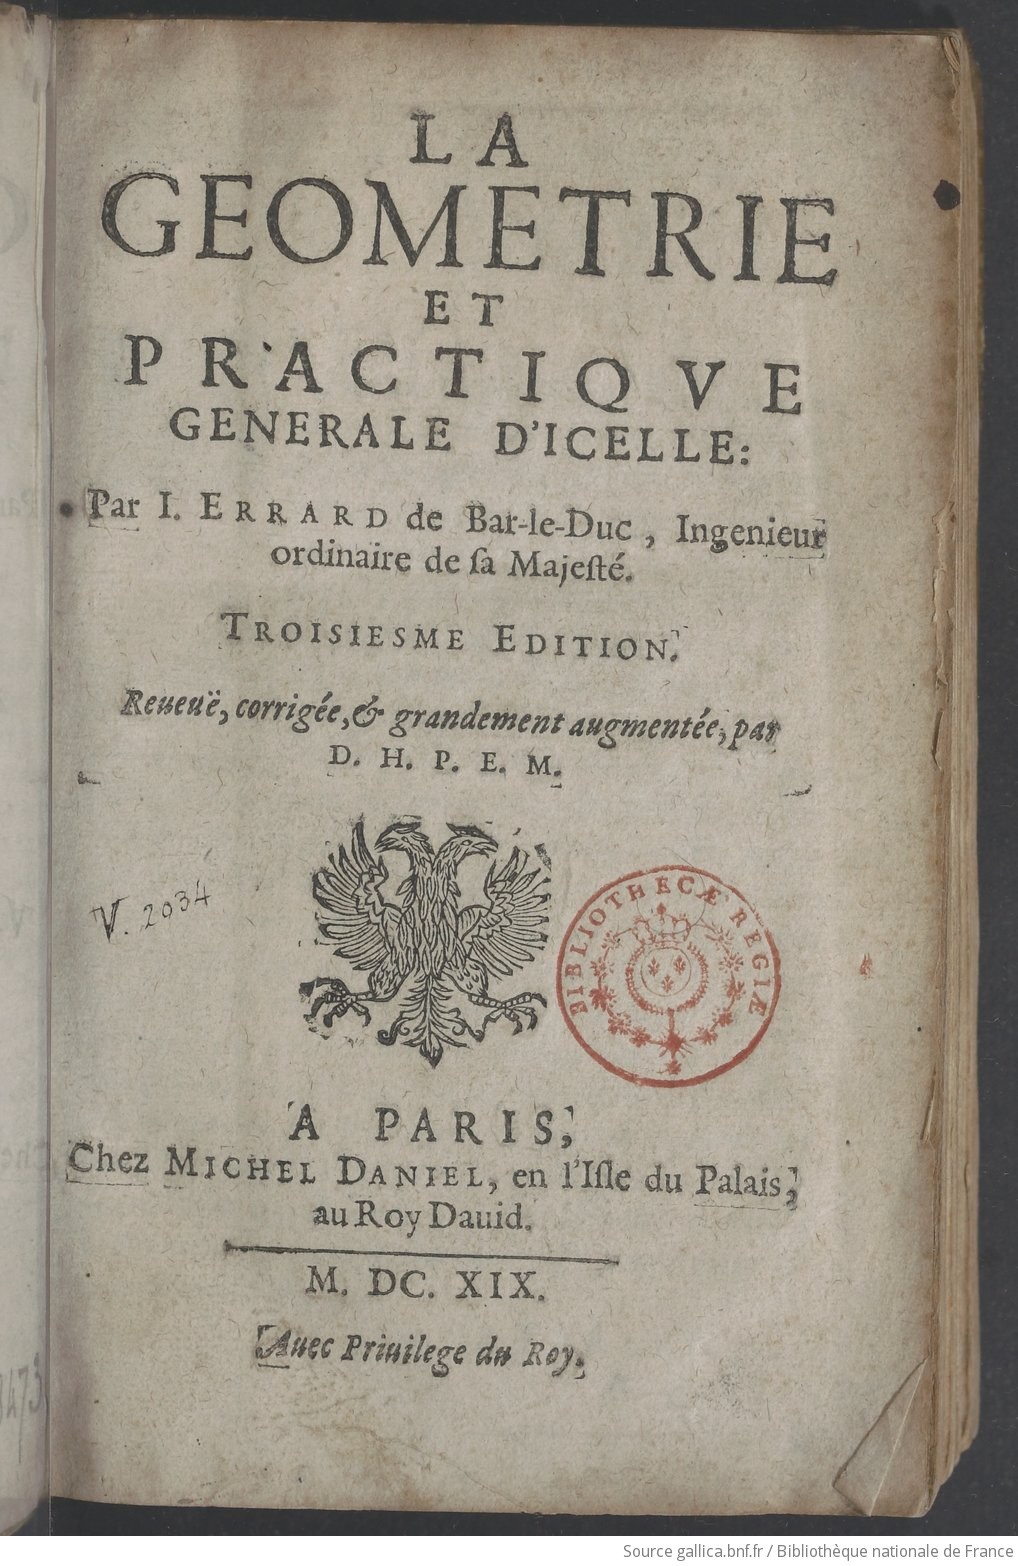 LA
GEOMETRIE
ET
PRACTIQVE
GENERALE D'ICELLE:
Par I. ERRARD de Bar-le-Duc, Ingenieur
ordinaire de ſa Majeſté.
TROISIESME EDITION.
Reueuë, corrigée, & grandement augmentée, par
D. H. P. E. M.
V. 2034
BIBLIOTHECÆ REGIÆ
A PARIS,
Chez MICHEL DANIEL, en l'Iſle du Palais,
au Roy Dauid.
M. DC. XIX.
Auec Priuilege du Roy.
Source gallica.bnf.fr / Bibliothèque nationale de France